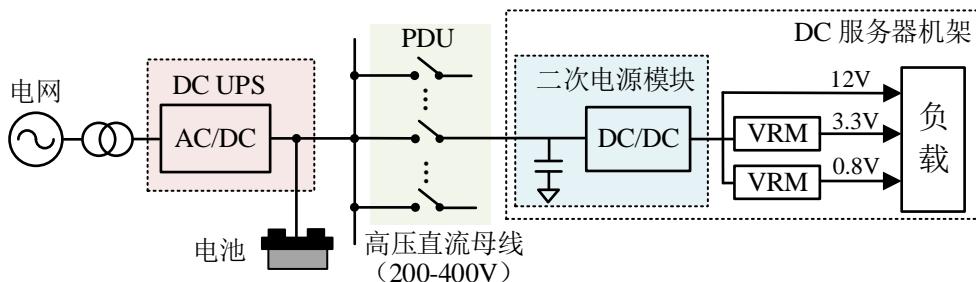 电网
DC UPS
AC/DC
电池
PDU
高压直流母线
（200-400V）
DC 服务器机架
二次电源模块
DC/DC
12V
VRM
3.3V
VRM
0.8V
负载